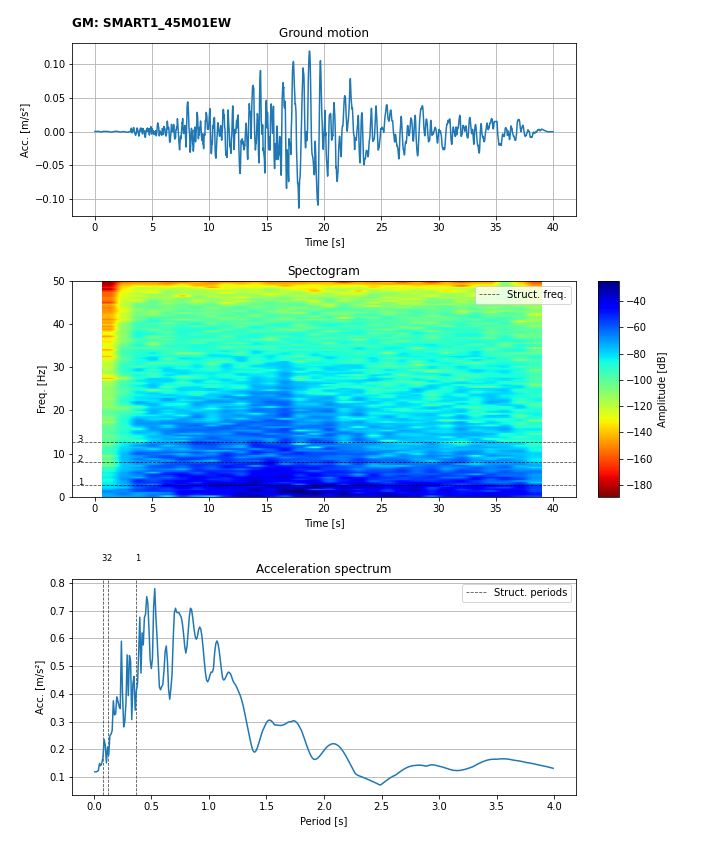 GM: SMART1_45M01EW
Ground motion
0.10
0.05
0.00
−0.05
−0.10
Acc. [m/s²]
0 5 10 15 20 25 30 35 40
Time [s]
Spectogram
50
40
30
20
10
0
Freq. [Hz]
3
2
1
Struct. freq.
0 5 10 15 20 25 30 35 40
Time [s]
−40
−60
−80
−100
−120
−140
−160
−180
Amplitude [dB]
32 1
Acceleration spectrum
0.8
0.7
0.6
0.5
0.4
0.3
0.2
0.1
Acc. [m/s²]
Struct. periods
0.0 0.5 1.0 1.5 2.0 2.5 3.0 3.5 4.0
Period [s]